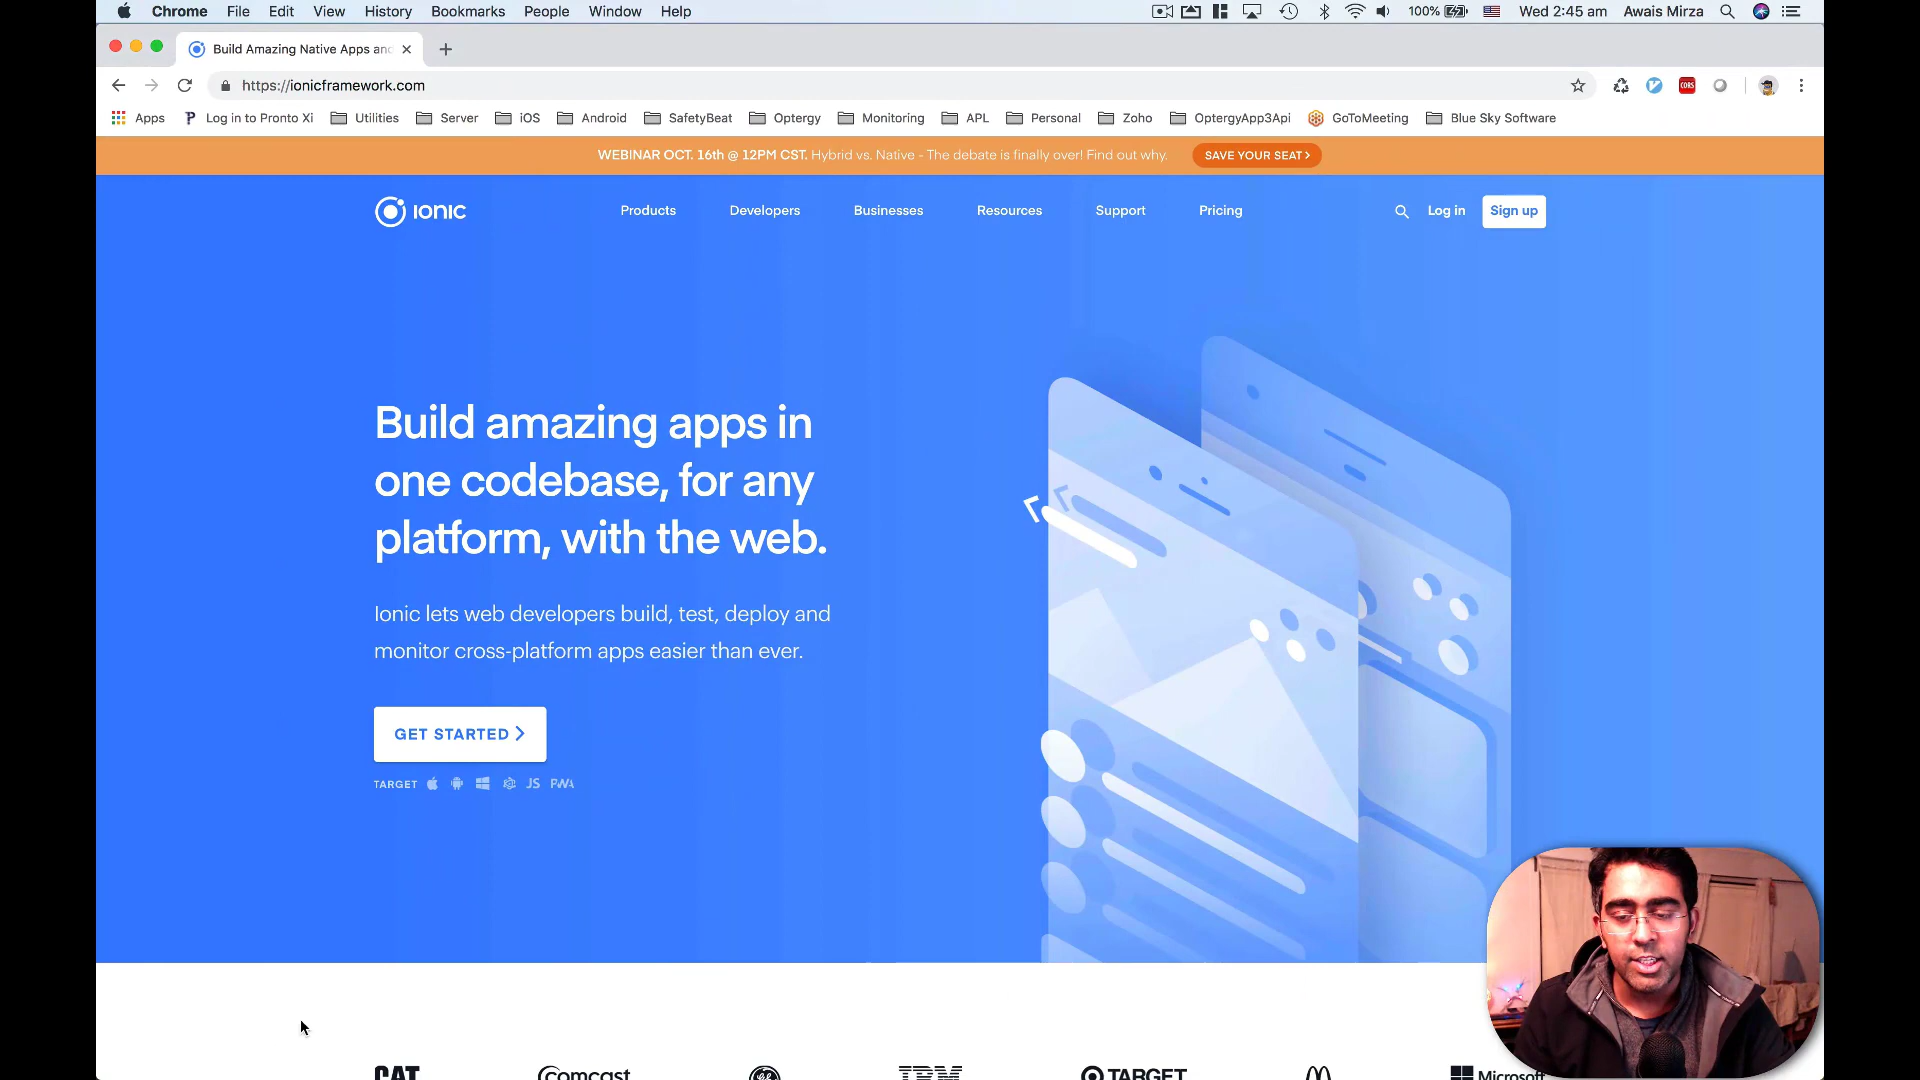 Chrome File Edit View History Bookmarks People Window Help 100% Wed 2:45 am Awais Mirza
Build Amazing Native Apps an
https://ionicframework.com
CORS
Apps Log in to Pronto Xi Utilities Server iOS Android SafetyBeat Optergy Monitoring APL Personal Zoho OptergyApp3Api GoToMeeting Blue Sky Software
WEBINAR OCT. 16th @ 12PM CST. Hybrid vs. Native - The debate is finally over! Find out why. SAVE YOUR SEAT
ionic Products Developers Businesses Resources Support Pricing Log in Sign up
Build amazing apps in
one codebase, for any
platform, with the web.
Ionic lets web developers build, test, deploy and
monitor cross-platform apps easier than ever.
GET STARTED
TARGET JS PWA
CAT Comcast GE IBM TARGET Microsoft